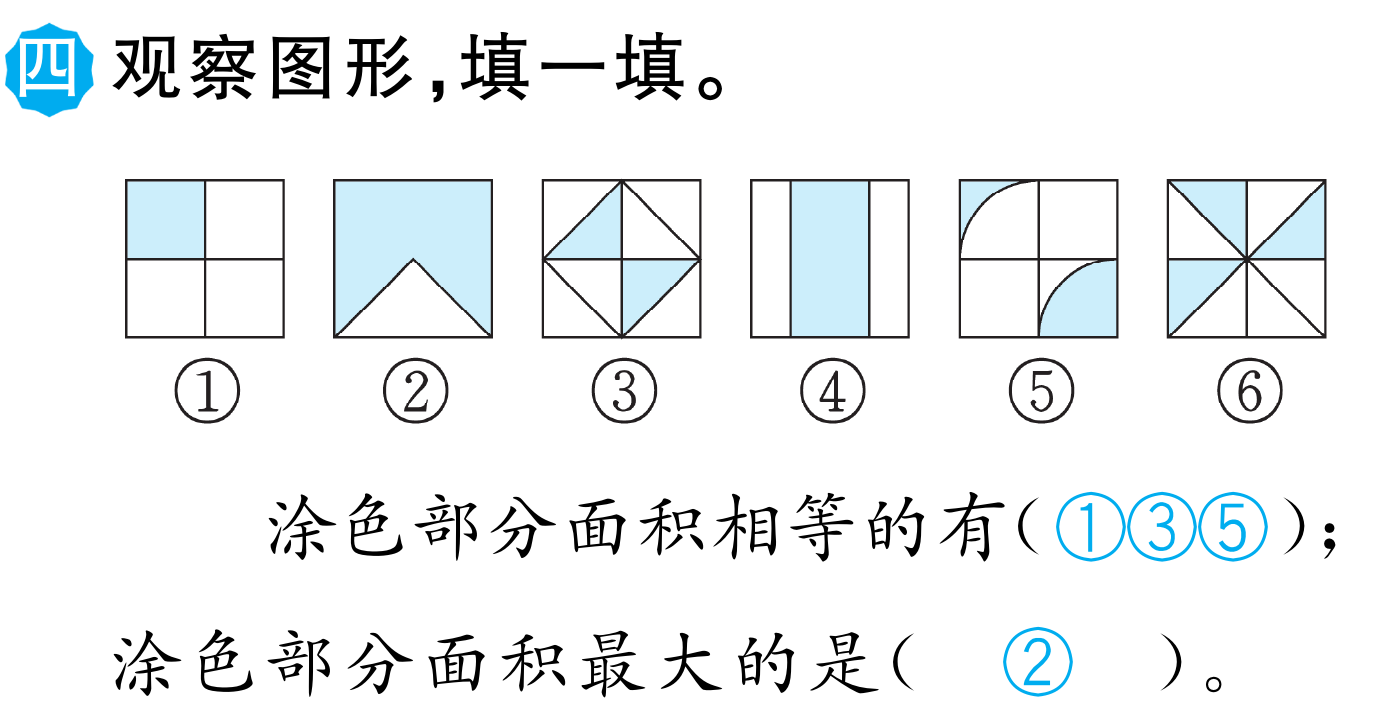 四 观察图形,填一填。
① ② ③ ④ ⑤ ⑥
涂色部分面积相等的有(①③⑤);
涂色部分面积最大的是( ② )。